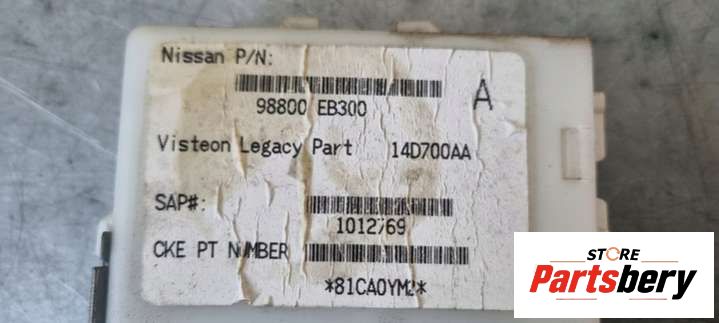 Nissan P/N:
98800 EB300
A
Visteon Legacy Part 14D700AA
SAP#:
1012769
CKE PT NUMBER
*81CA0YM2*
STORE
Partsbery